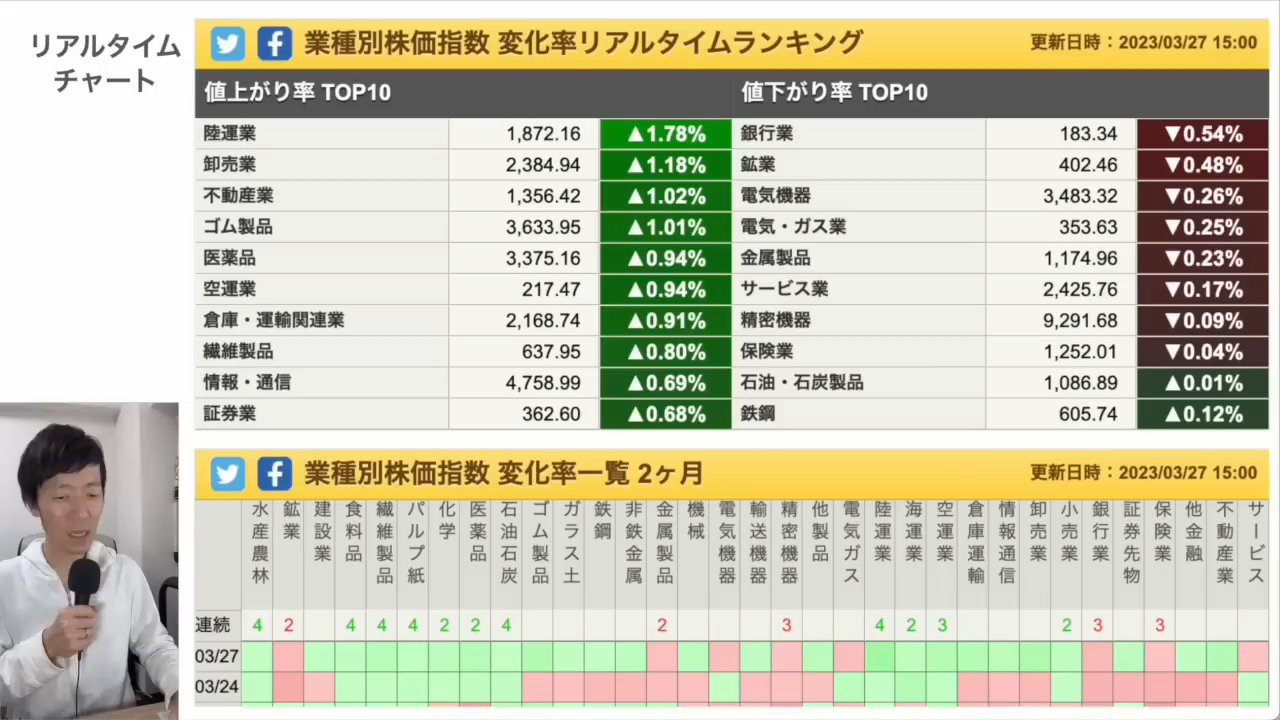 リアルタイム
チャート
業種別株価指数 変化率リアルタイムランキング 更新日時：2023/03/27 15:00
値上がり率 TOP10 値下がり率 TOP10
陸運業 1,872.16 ▲1.78% 銀行業 183.34 ▼0.54%
卸売業 2,384.94 ▲1.18% 鉱業 402.46 ▼0.48%
不動産業 1,356.42 ▲1.02% 電気機器 3,483.32 ▼0.26%
ゴム製品 3,633.95 ▲1.01% 電気・ガス業 353.63 ▼0.25%
医薬品 3,375.16 ▲0.94% 金属製品 1,174.96 ▼0.23%
空運業 217.47 ▲0.94% サービス業 2,425.76 ▼0.17%
倉庫・運輸関連業 2,168.74 ▲0.91% 精密機器 9,291.68 ▼0.09%
繊維製品 637.95 ▲0.80% 保険業 1,252.01 ▼0.04%
情報・通信 4,758.99 ▲0.69% 石油・石炭製品 1,086.89 ▲0.01%
証券業 362.60 ▲0.68% 鉄鋼 605.74 ▲0.12%
業種別株価指数 変化率一覧 2ヶ月 更新日時：2023/03/27 15:00
水産農林 鉱業 建設業 食料品 繊維製品 パルプ紙 化学 医薬品 石油石炭 ゴム製品 ガラス土 鉄鋼 非鉄金属 金属製品 機械 電気機器 輸送機器 精密機器 他製品 電気ガス 陸運業 海運業 空運業 倉庫運輸 情報通信 卸売業 小売業 銀行業 証券先物 保険業 他金融 不動産業 サービス
連続 4 2 4 4 4 2 2 4 2 3 4 2 3 2 3 3
03/27
03/24